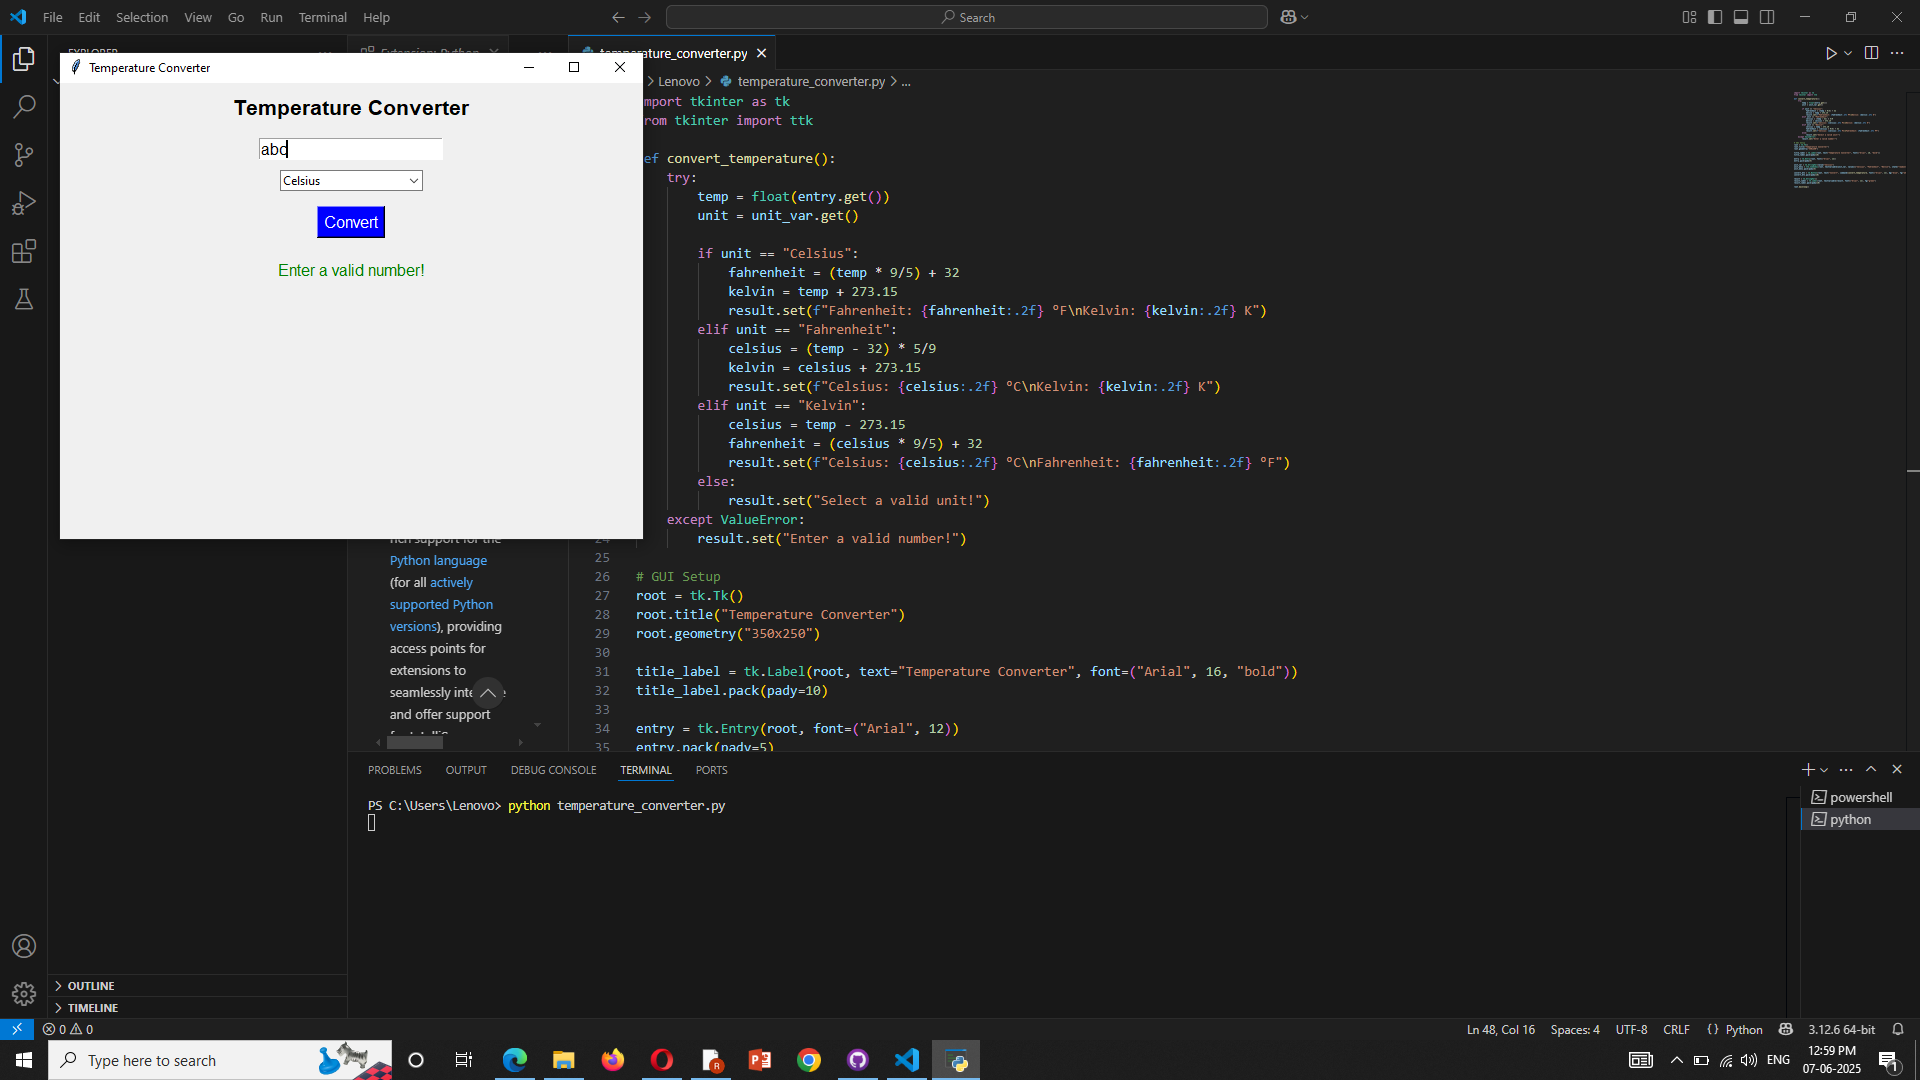 File Edit Selection View Go Run Terminal Help
Search
EXPLORER
Extension: Python
temperature_converter.py
Lenovo > temperature_converter.py > ...
Temperature Converter
Temperature Converter
abc
Celsius
Convert
Enter a valid number!
import tkinter as tk
from tkinter import ttk
def convert_temperature():
try:
temp = float(entry.get())
unit = unit_var.get()
if unit == "Celsius":
fahrenheit = (temp * 9/5) + 32
kelvin = temp + 273.15
result.set(f"Fahrenheit: {fahrenheit:.2f} °F\nKelvin: {kelvin:.2f} K")
elif unit == "Fahrenheit":
celsius = (temp - 32) * 5/9
kelvin = celsius + 273.15
result.set(f"Celsius: {celsius:.2f} °C\nKelvin: {kelvin:.2f} K")
elif unit == "Kelvin":
celsius = temp - 273.15
fahrenheit = (celsius * 9/5) + 32
result.set(f"Celsius: {celsius:.2f} °C\nFahrenheit: {fahrenheit:.2f} °F")
else:
result.set("Select a valid unit!")
except ValueError:
24 result.set("Enter a valid number!")
25
26 # GUI Setup
27 root = tk.Tk()
28 root.title("Temperature Converter")
29 root.geometry("350x250")
30
31 title_label = tk.Label(root, text="Temperature Converter", font=("Arial", 16, "bold"))
32 title_label.pack(pady=10)
33
34 entry = tk.Entry(root, font=("Arial", 12))
35 entry.pack(pady=5)
rich support for the
Python language
(for all actively
supported Python
versions), providing
access points for
extensions to
seamlessly
and offer support
PROBLEMS OUTPUT DEBUG CONSOLE TERMINAL PORTS
PS C:\Users\Lenovo> python temperature_converter.py
powershell
python
OUTLINE
TIMELINE
0 0
Ln 48, Col 16 Spaces: 4 UTF-8 CRLF {} Python 3.12.6 64-bit
Type here to search
ENG
12:59 PM
07-06-2025
1